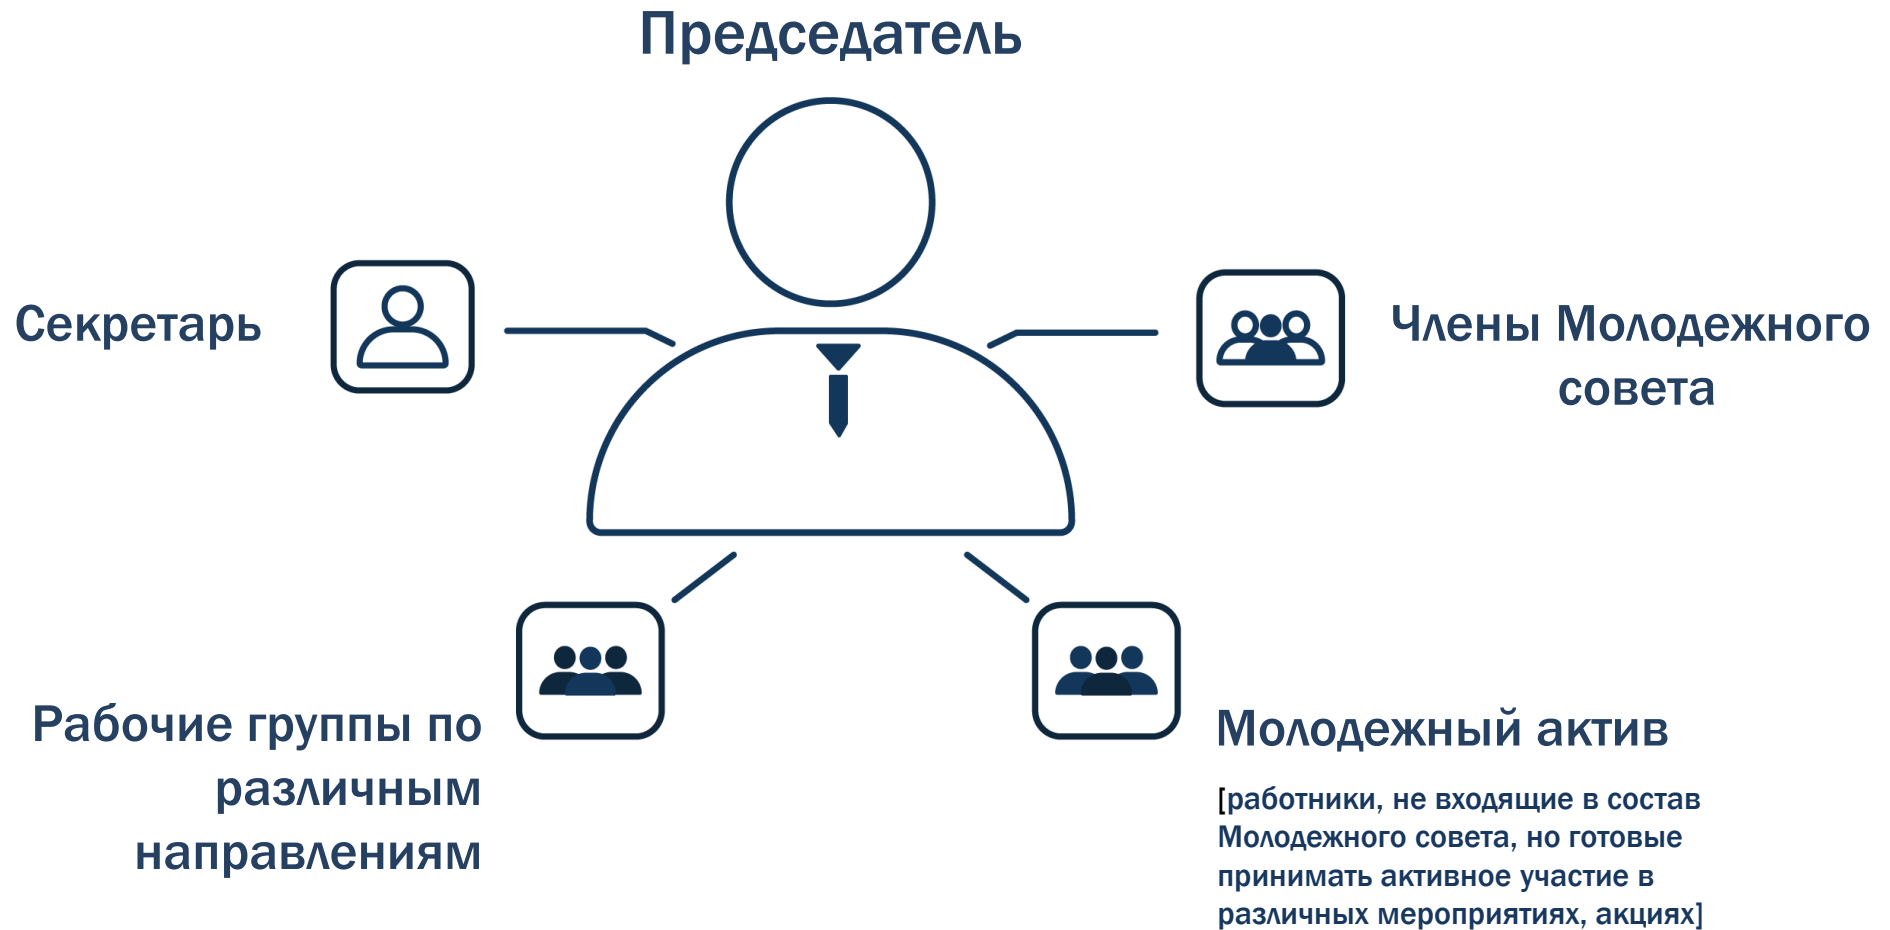 Председатель
Секретарь
Члены Молодежного
совета
Рабочие группы по
различным
направлениям
Молодежный актив
[работники, не входящие в состав
Молодежного совета, но готовые
принимать активное участие в
различных мероприятиях, акциях]